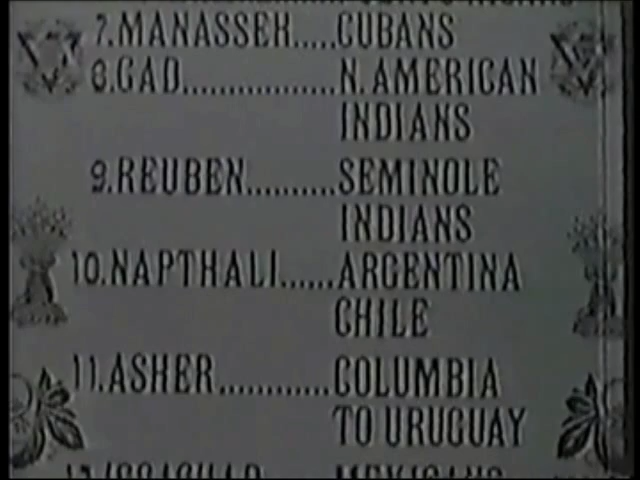 7.MANASSEH.....CUBANS
8.GAD.................N.AMERICAN
INDIANS
9.REUBEN..........SEMINOLE
INDIANS
10.NAPTHALI......ARGENTINA
CHILE
11.ASHER............COLUMBIA
TO URUGUAY
MEXICANS